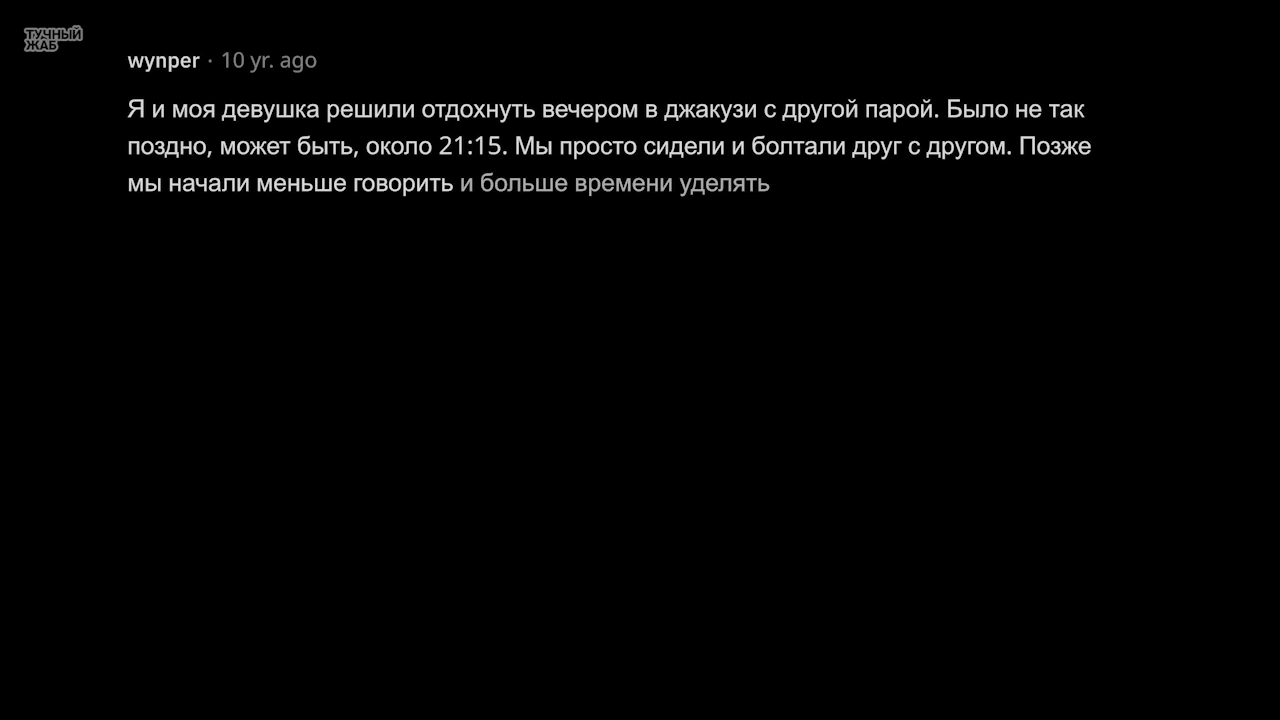 ТУЧНЫЙ
ЖАБ
wynper · 10 yr. ago
Я и моя девушка решили отдохнуть вечером в джакузи с другой парой. Было не так
поздно, может быть, около 21:15. Мы просто сидели и болтали друг с другом. Позже
мы начали меньше говорить и больше времени уделять